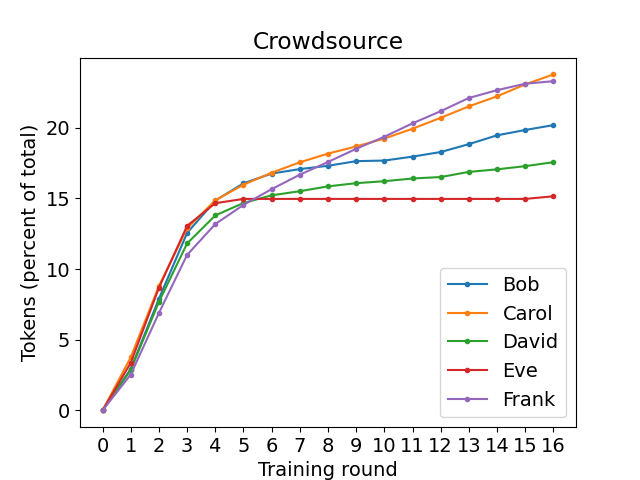 Crowdsource
Tokens (percent of total)
20
15
10
5
0
Bob
Carol
David
Eve
Frank
0 1 2 3 4 5 6 7 8 9 10 11 12 13 14 15 16
Training round